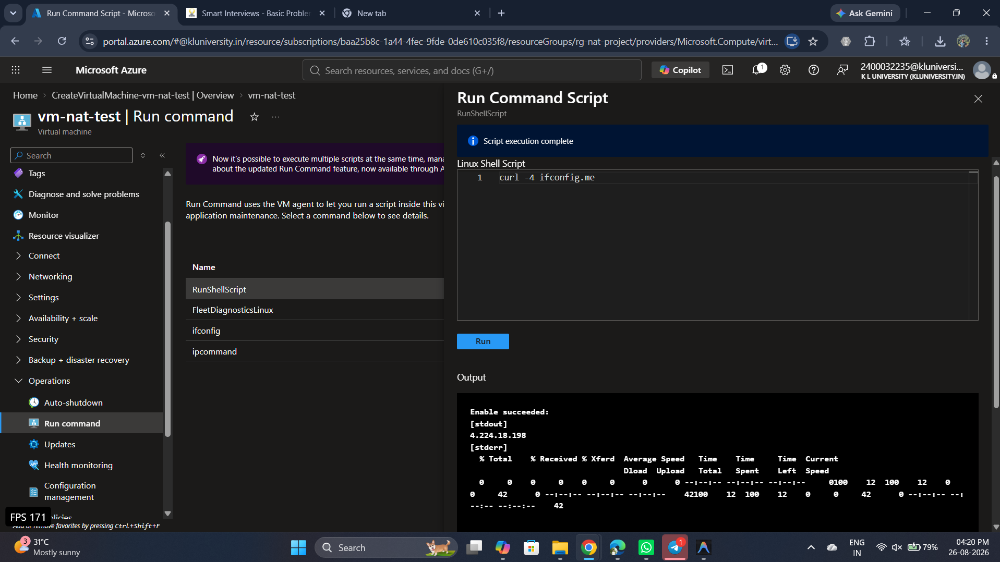 Run Command Script - Microso
Smart Interviews - Basic Probler
New tab
Ask Gemini
portal.azure.com/#@kluniversity.in/resource/subscriptions/baa25b8c-1a44-4fec-9fde-0de610c035f8/resourceGroups/rg-nat-project/providers/Microsoft.Compute/virt...
Microsoft Azure
Search resources, services, and docs (G+/)
Copilot
1
2400032235@kluniversi...
K L UNIVERSITY (KLUNIVERSITY.IN)
Home > CreateVirtualMachine-vm-nat-test | Overview > vm-nat-test
vm-nat-test | Run command
...
Virtual machine
Search
Tags
Diagnose and solve problems
Monitor
Resource visualizer
Connect
Networking
Settings
Availability + scale
Security
Backup + disaster recovery
Operations
Auto-shutdown
Run command
Updates
Health monitoring
Configuration
management
olicies
Add or remove favorites by pressing Ctrl+Shift+F
FPS 171
Now it's possible to execute multiple scripts at the same time, mana
about the updated Run Command feature, now available through A
Run Command uses the VM agent to let you run a script inside this vi
application maintenance. Select a command below to see details.
Name
RunShellScript
FleetDiagnosticsLinux
ifconfig
ipcommand
Run Command Script
RunShellScript
Script execution complete
Linux Shell Script
1 curl -4 ifconfig.me
Run
Output
Enable succeeded:
[stdout]
4.224.18.198
[stderr]
% Total % Received % Xferd Average Speed Time Time Time Current
Dload Upload Total Spent Left Speed
0 0 0 0 0 0 0 0 --:--:-- --:--:-- --:--:-- 0100 12 100 12 0
0 42 0 --:--:-- --:--:-- --:--:-- 42100 12 100 12 0 0 42 0 --:--:-- --:
--:-- --:--:-- 42
3
31°C
Mostly sunny
Search
1
ENG
IN
79%
04:20 PM
26-08-2026